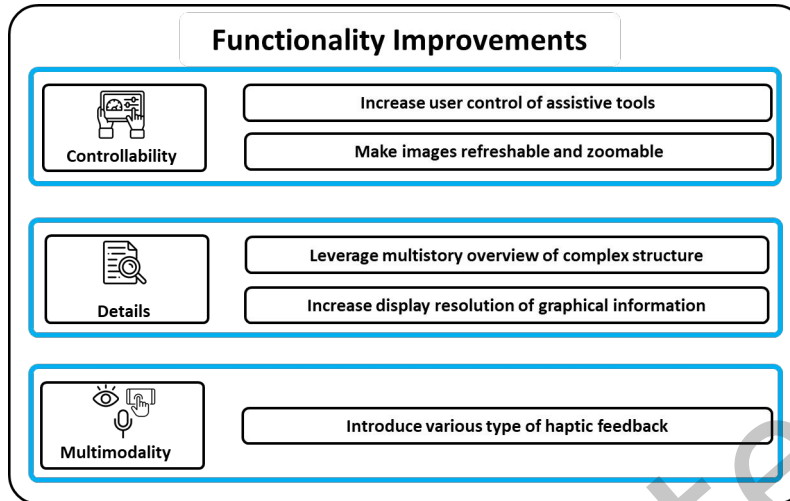 Functionality Improvements
Controllability
Increase user control of assistive tools
Make images refreshable and zoomable
Details
Leverage multistory overview of complex structure
Increase display resolution of graphical information
Multimodality
Introduce various type of haptic feedback